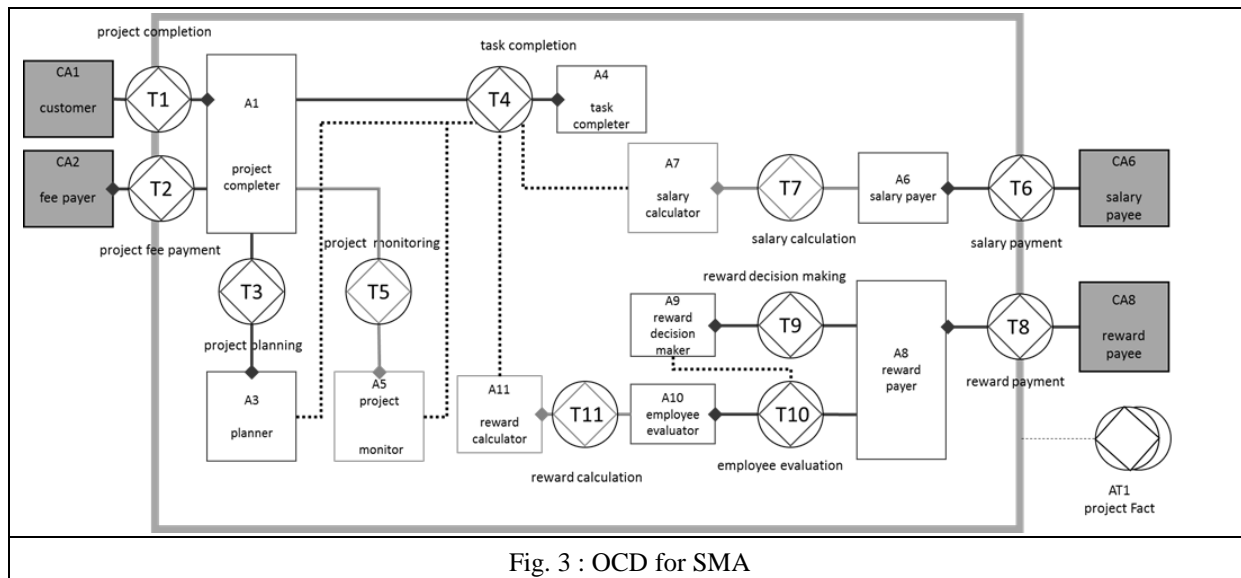 project completion
task completion
CA1
customer
T1
A1
project
completer
T4
A4
task
completer
CA2
fee payer
T2
project fee payment
project monitoring
A7
salary
calculator
T7
salary calculation
A6
salary payer
T6
salary payment
CA6
salary
payee
T3
project planning
T5
reward decision making
A9
reward
decision
maker
T9
A8
reward
payer
T8
reward payment
CA8
reward
payee
A3
planner
A5
project
monitor
A11
reward
calculator
T11
reward calculation
A10
employee
evaluator
T10
employee evaluation
AT1
project Fact
Fig. 3 : OCD for SMA